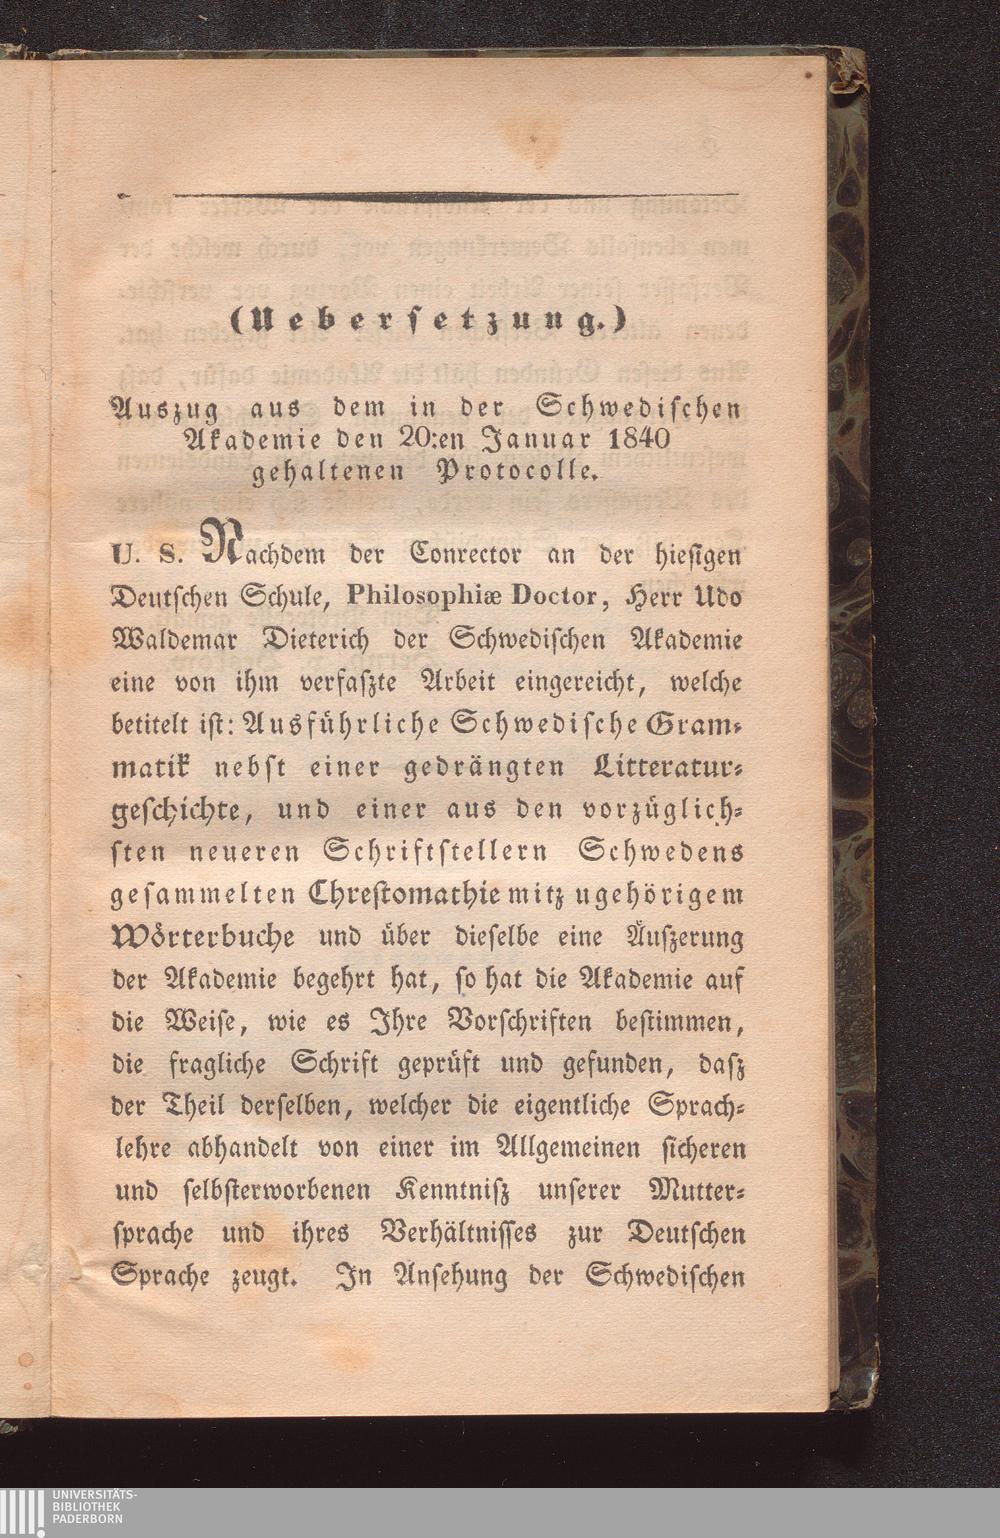 (Uebersetzung.)
Auszug aus dem in der Schwedischen
Akademie den 20:en Januar 1840
gehaltenen Protocolle.
U. S. Nachdem der Conrector an der hiesigen
Deutschen Schule, Philosophiæ Doctor, Herr Udo
Waldemar Dieterich der Schwedischen Akademie
eine von ihm verfaszte Arbeit eingereicht, welche
betitelt ist: Ausführliche Schwedische Gram-
matik nebst einer gedrängten Litteratur-
geschichte, und einer aus den vorzüglich-
sten neueren Schriftstellern Schwedens
gesammelten Chrestomathie mitz ugehörigem
Wörterbuche und über dieselbe eine Äuszerung
der Akademie begehrt hat, so hat die Akademie auf
die Weise, wie es Ihre Vorschriften bestimmen,
die fragliche Schrift geprüft und gefunden, dasz
der Theil derselben, welcher die eigentliche Sprach-
lehre abhandelt von einer im Allgemeinen sicheren
und selbsterworbenen Kenntnisz unserer Mutter-
sprache und ihres Verhältnisses zur Deutschen
Sprache zeugt. In Ansehung der Schwedischen
UNIVERSITÄTS-
BIBLIOTHEK
PADERBORN